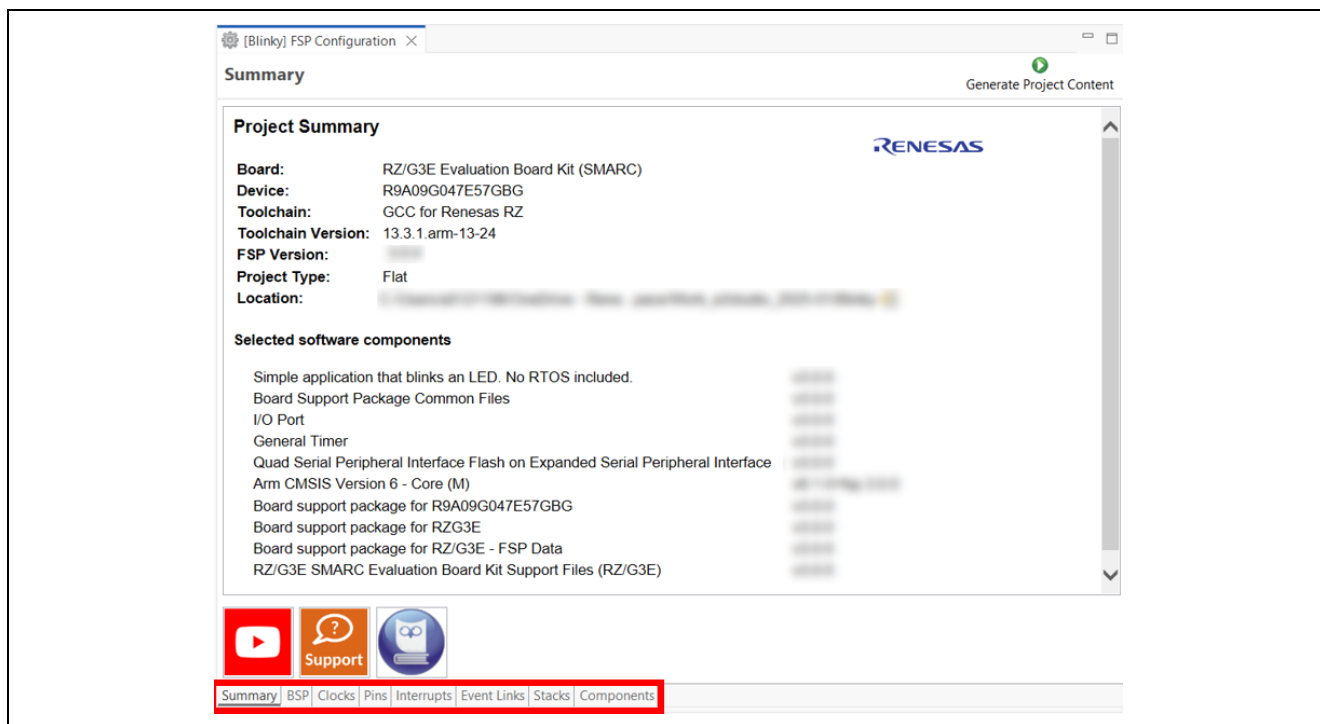 [Blinky] FSP Configuration
Summary
Generate Project Content
Project Summary
RENESAS
Board: RZ/G3E Evaluation Board Kit (SMARC)
Device: R9A09G047E57GBG
Toolchain: GCC for Renesas RZ
Toolchain Version: 13.3.1.arm-13-24
FSP Version:
Project Type: Flat
Location:
Selected software components
Simple application that blinks an LED. No RTOS included.
Board Support Package Common Files
I/O Port
General Timer
Quad Serial Peripheral Interface Flash on Expanded Serial Peripheral Interface
Arm CMSIS Version 6 - Core (M)
Board support package for R9A09G047E57GBG
Board support package for RZG3E
Board support package for RZ/G3E - FSP Data
RZ/G3E SMARC Evaluation Board Kit Support Files (RZ/G3E)
?
Support
Summary BSP Clocks Pins Interrupts Event Links Stacks Components